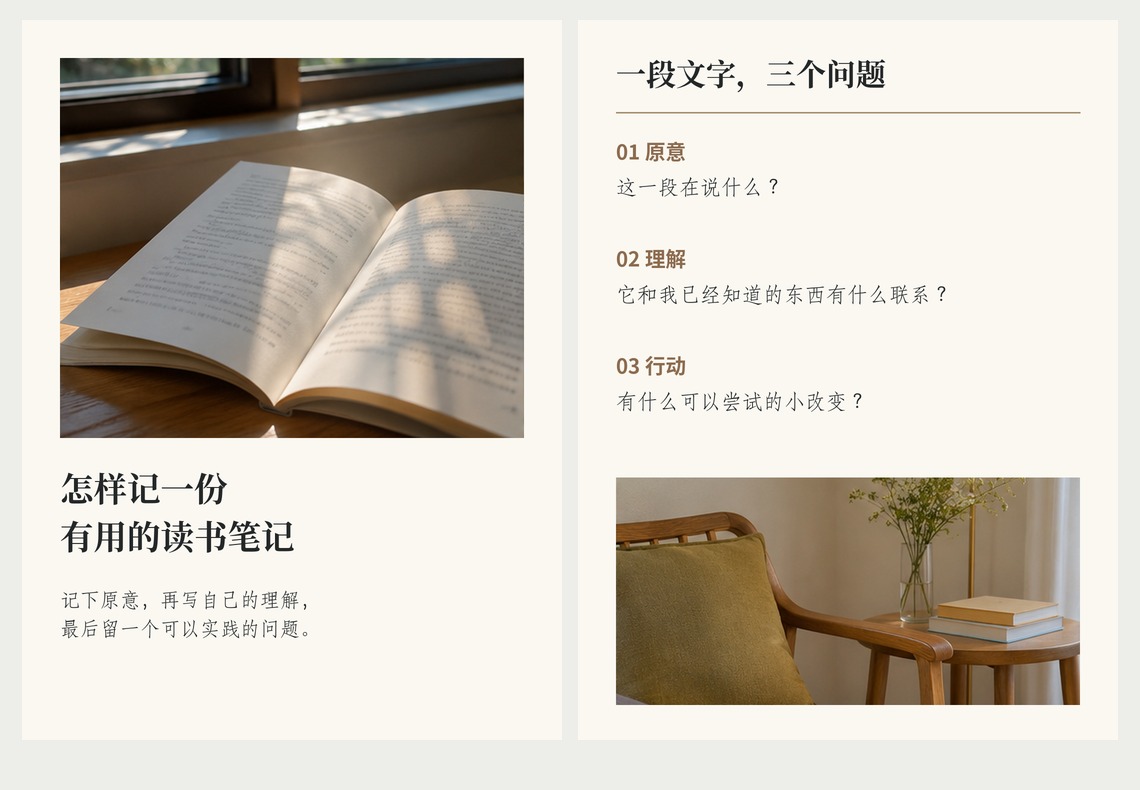 怎样记一份
有用的读书笔记
记下原意，再写自己的理解，
最后留一个可以实践的问题。
一段文字，三个问题
01 原意
这一段在说什么？
02 理解
它和我已经知道的东西有什么联系？
03 行动
有什么可以尝试的小改变？